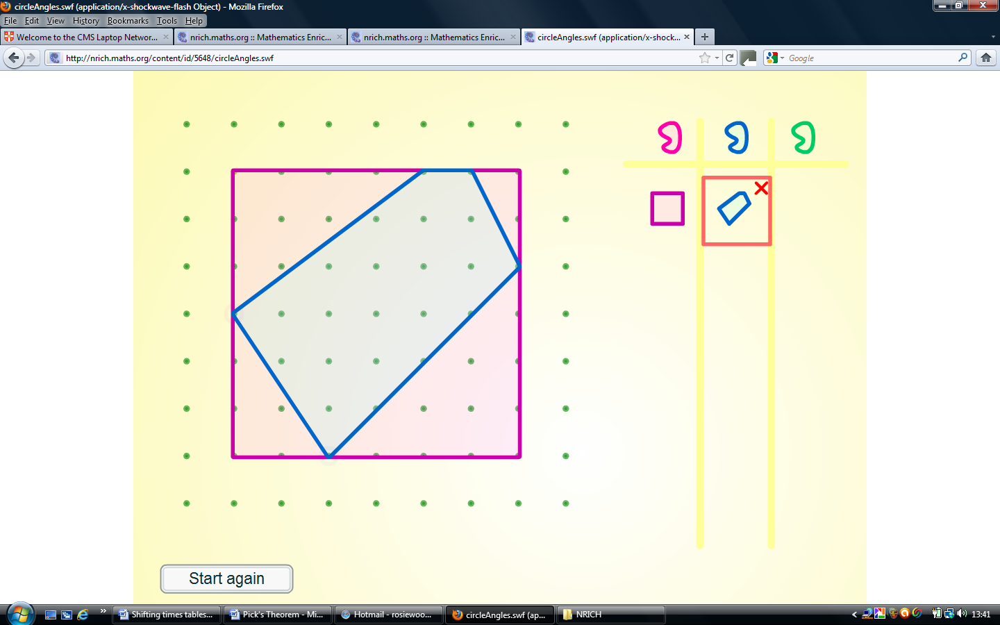 circleAngles.swf (application/x-shockwave-flash Object) - Mozilla Firefox
File Edit View History Bookmarks Tools Help
Welcome to the CMS Laptop Networ... nrich.maths.org :: Mathematics Enric... nrich.maths.org :: Mathematics Enric... circleAngles.swf (application/x-shock...
http://nrich.maths.org/content/id/5648/circleAngles.swf Google
Start again
Shifting times tables... Pick's Theorem - Mi... Hotmail - rosiewoo... circleAngles.swf (ap... NRICH 13:41